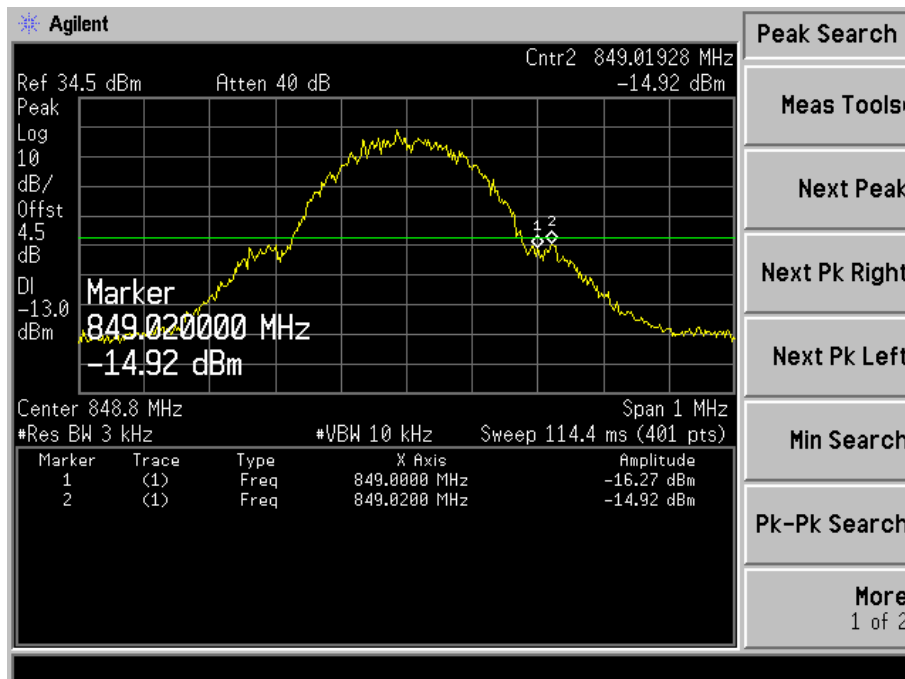 Agilent
Cntr2 849.01928 MHz
Ref 34.5 dBm Atten 40 dB -14.92 dBm
Peak
Log
10
dB/
Offst
4.5
dB
DI
-13.0
dBm
1 2
Marker
849.020000 MHz
-14.92 dBm
Center 848.8 MHz Span 1 MHz
#Res BW 3 kHz #VBW 10 kHz Sweep 114.4 ms (401 pts)
Marker Trace Type X Axis Amplitude
1 (1) Freq 849.0000 MHz -16.27 dBm
2 (1) Freq 849.0200 MHz -14.92 dBm
Peak Search
Meas Tools
Next Peak
Next Pk Right
Next Pk Left
Min Search
Pk-Pk Search
More
1 of 2